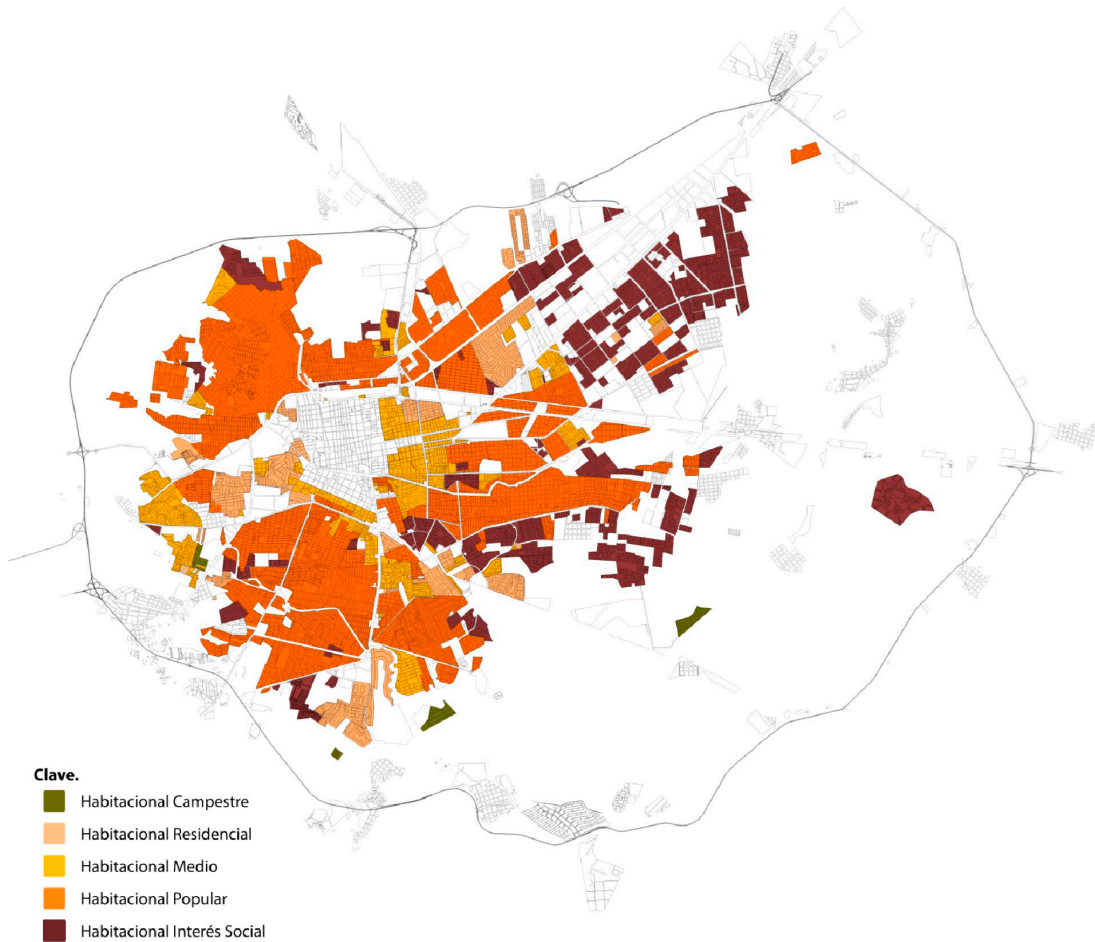 Clave.
Habitacional Campestre
Habitacional Residencial
Habitacional Medio
Habitacional Popular
Habitacional Interés Social